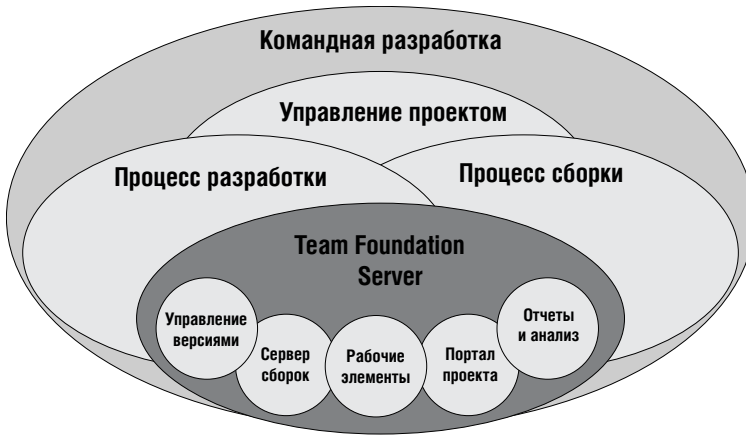 Командная разработка
Управление проектом
Процесс разработки
Процесс сборки
Team Foundation
Server
Управление
версиями
Сервер
сборок
Рабочие
элементы
Портал
проекта
Отчеты
и анализ